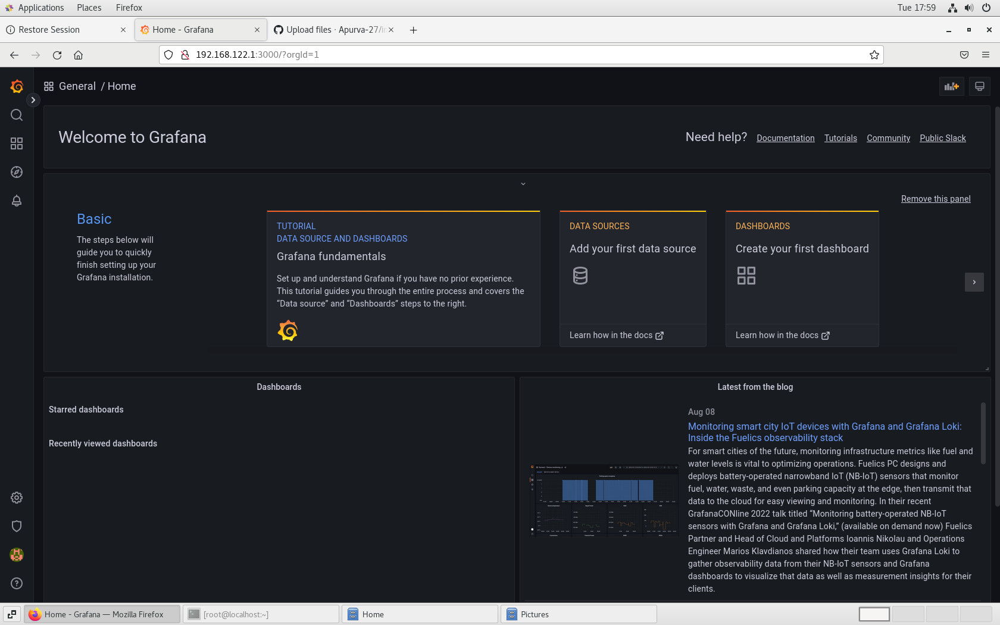 Applications Places Firefox Tue 17:59
Restore Session Home - Grafana Upload files · Apurva-27/
192.168.122.1:3000/?orgId=1
General / Home
Welcome to Grafana
Need help? Documentation Tutorials Community Public Slack
Remove this panel
Basic
The steps below will
guide you to quickly
finish setting up your
Grafana installation.
TUTORIAL
DATA SOURCE AND DASHBOARDS
Grafana fundamentals
Set up and understand Grafana if you have no prior experience.
This tutorial guides you through the entire process and covers the
“Data source” and “Dashboards” steps to the right.
DATA SOURCES
Add your first data source
Learn how in the docs
DASHBOARDS
Create your first dashboard
Learn how in the docs
Dashboards
Starred dashboards
Recently viewed dashboards
Latest from the blog
Aug 08
Monitoring smart city IoT devices with Grafana and Grafana Loki:
Inside the Fuelics observability stack
For smart cities of the future, monitoring infrastructure metrics like fuel and
water levels is vital to optimizing operations. Fuelics PC designs and
deploys battery-operated narrowband IoT (NB-IoT) sensors that monitor
fuel, water, waste, and even parking capacity at the edge, then transmit that
data to the cloud for easy viewing and monitoring. In their recent
GrafanaCONline 2022 talk titled “Monitoring battery-operated NB-IoT
sensors with Grafana and Grafana Loki,” (available on demand now) Fuelics
Partner and Head of Cloud and Platforms Ioannis Nikolau and Operations
Engineer Marios Klavdianos shared how their team uses Grafana Loki to
gather observability data from their NB-IoT sensors and Grafana
dashboards to visualize that data as well as measurement insights for their
clients.
Home - Grafana — Mozilla Firefox [root@localhost:~] Home Pictures